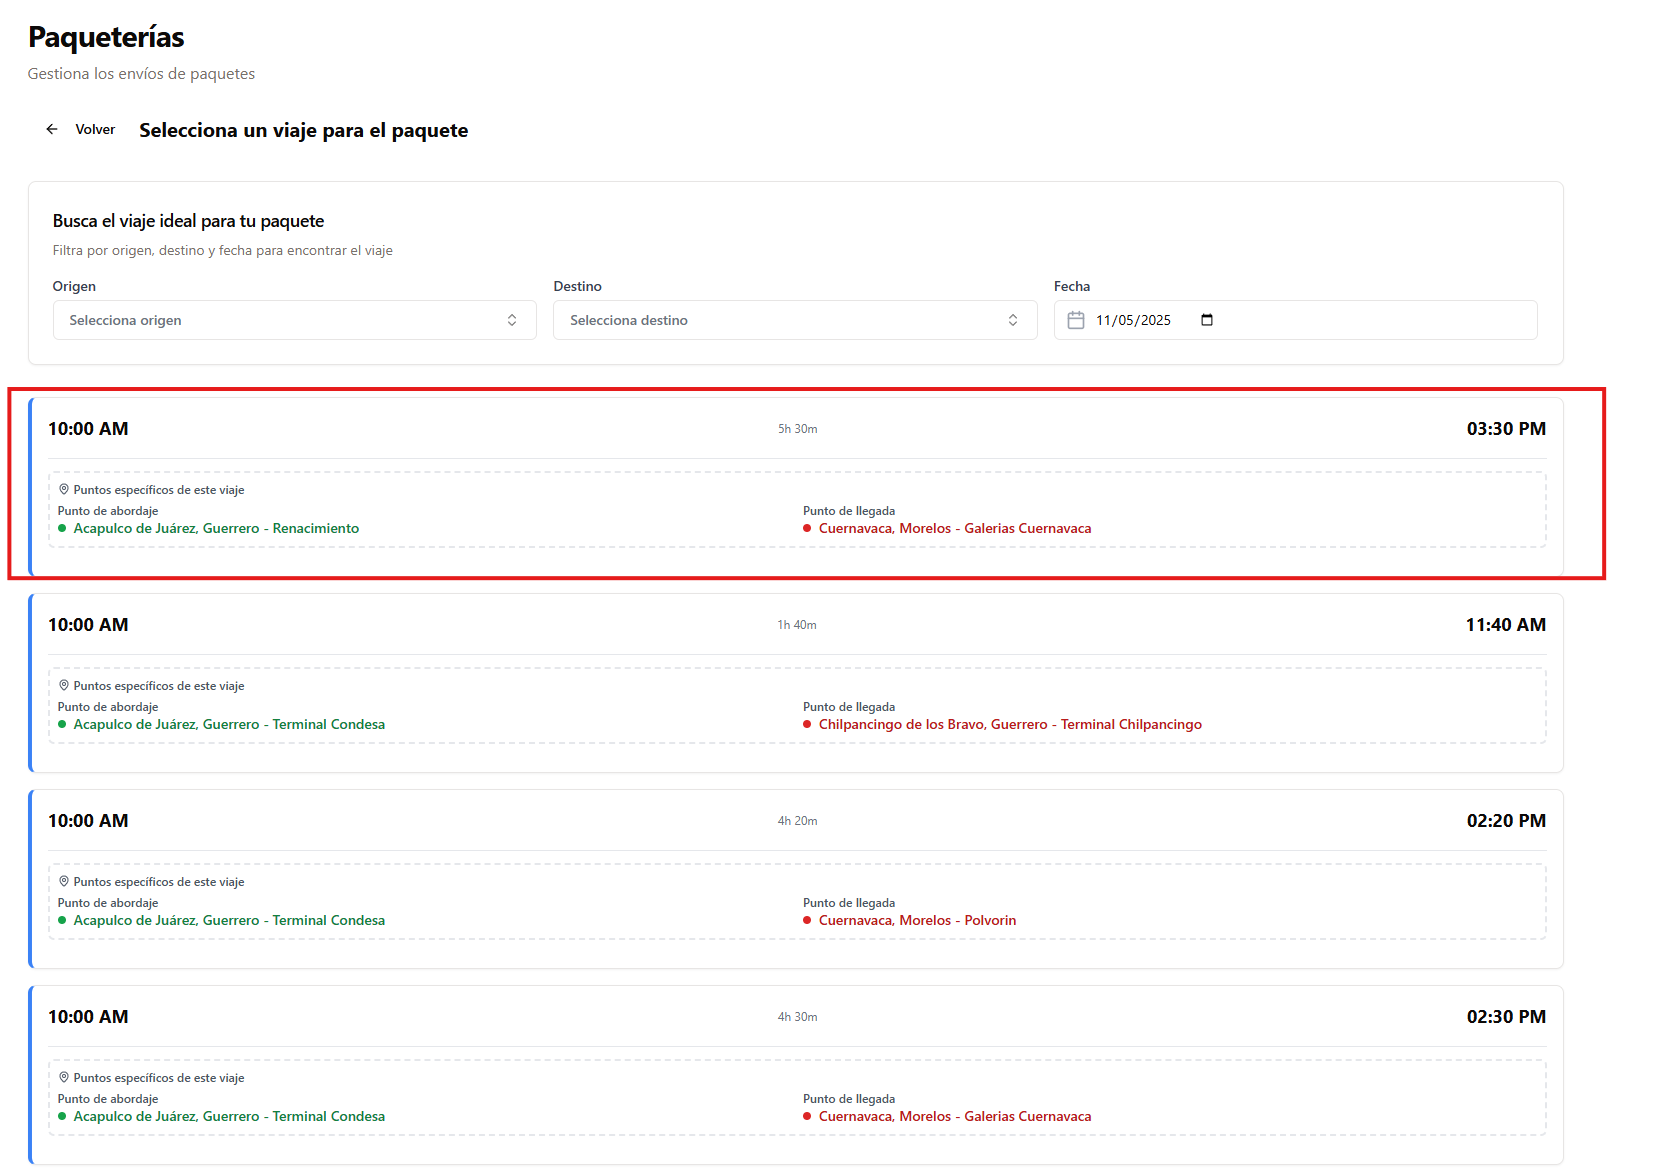 Paqueterías
Gestiona los envíos de paquetes
Volver Selecciona un viaje para el paquete
Busca el viaje ideal para tu paquete
Filtra por origen, destino y fecha para encontrar el viaje
Origen Destino Fecha
Selecciona origen Selecciona destino 11/05/2025
10:00 AM 5h 30m 03:30 PM
Puntos específicos de este viaje
Punto de abordaje Punto de llegada
Acapulco de Juárez, Guerrero - Renacimiento Cuernavaca, Morelos - Galerias Cuernavaca
10:00 AM 1h 40m 11:40 AM
Puntos específicos de este viaje
Punto de abordaje Punto de llegada
Acapulco de Juárez, Guerrero - Terminal Condesa Chilpancingo de los Bravo, Guerrero - Terminal Chilpancingo
10:00 AM 4h 20m 02:20 PM
Puntos específicos de este viaje
Punto de abordaje Punto de llegada
Acapulco de Juárez, Guerrero - Terminal Condesa Cuernavaca, Morelos - Polvorin
10:00 AM 4h 30m 02:30 PM
Puntos específicos de este viaje
Punto de abordaje Punto de llegada
Acapulco de Juárez, Guerrero - Terminal Condesa Cuernavaca, Morelos - Galerias Cuernavaca